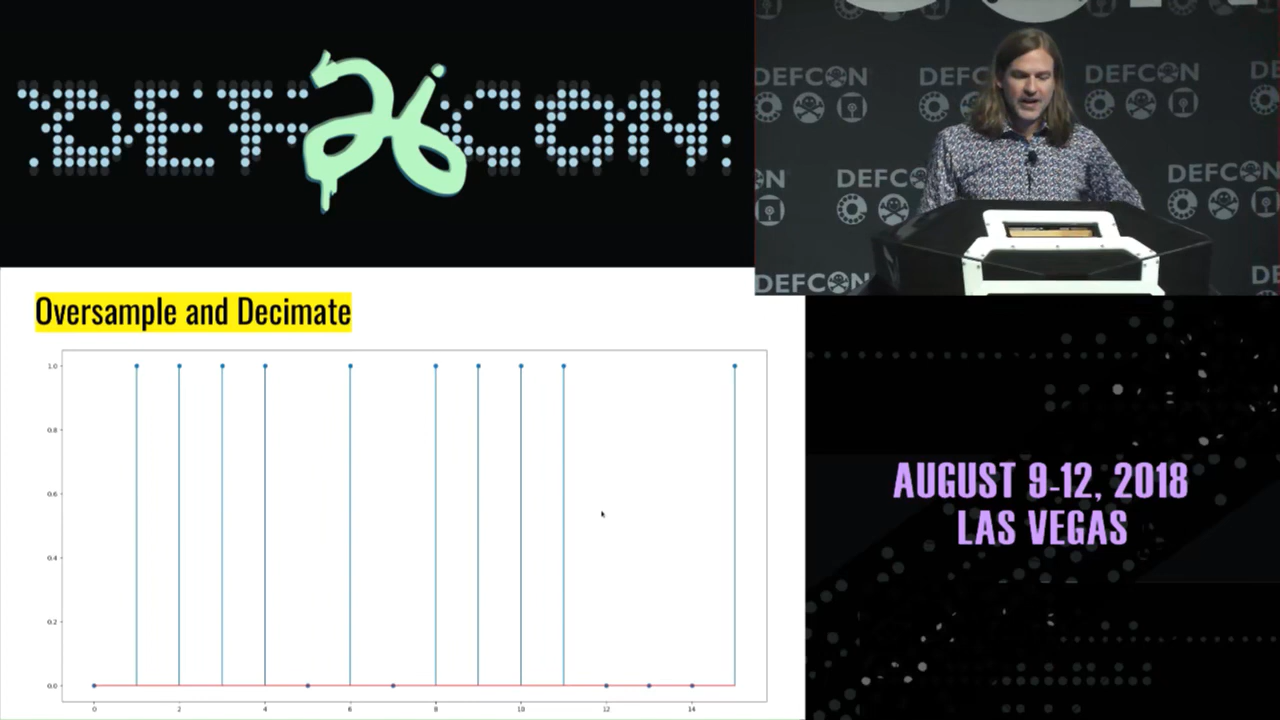 DEF CON
26
DEFCON
DEFCON
DEFCON
DEFCON
DEFCON
DEFCON
Oversample and Decimate
1.0
0.8
0.6
0.4
0.2
0.0
0 2 4 6 8 10 12 14
AUGUST 9-12, 2018
LAS VEGAS